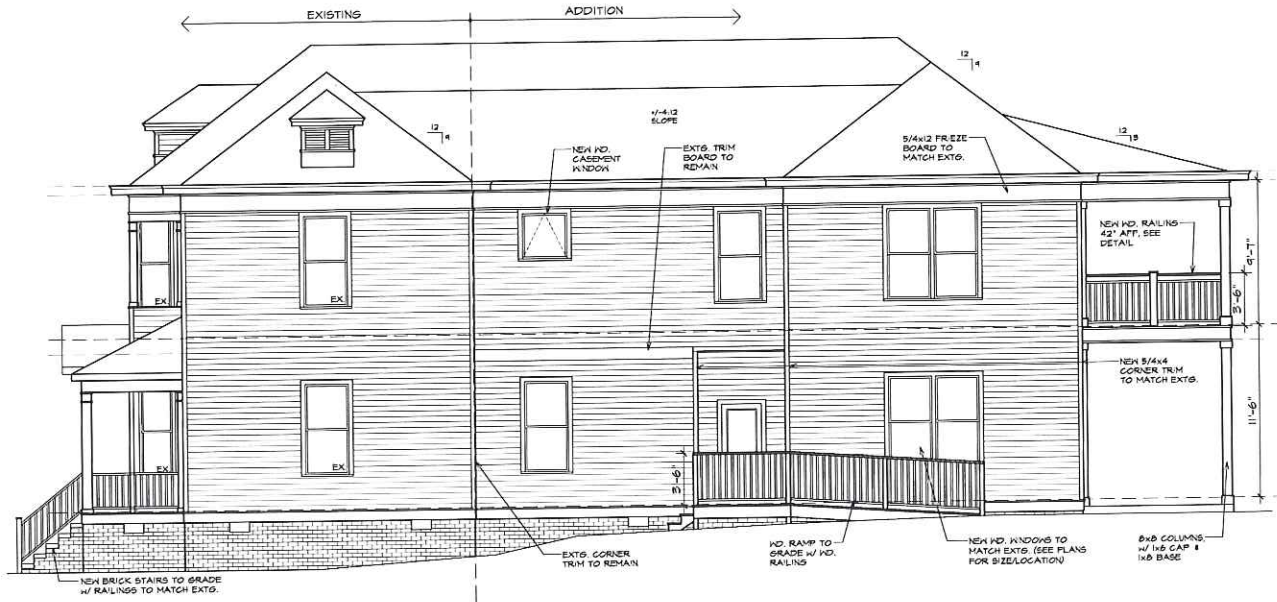 EXISTING
ADDITION
12
9
+/-4:12
SLOPE
12
9
NEW WD.
CASEMENT
WINDOW
EXTG. TRIM
BOARD TO
REMAIN
5/4x12 FRIEZE
BOARD TO
MATCH EXTG.
12
3
NEW WD. RAILING
42" AFF, SEE
DETAIL
9'-7"
3'-6"
EX.
EX.
NEW 5/4x4
CORNER TRIM
TO MATCH EXTG.
EX.
EX.
3'-6"
11'-6"
NEW BRICK STAIRS TO GRADE
W/ RAILINGS TO MATCH EXTG.
EXTG. CORNER
TRIM TO REMAIN
WD. RAMP TO
GRADE W/ WD.
RAILINGS
NEW WD. WINDOWS TO
MATCH EXTG. (SEE PLANS
FOR SIZE/LOCATION)
8x8 COLUMNS,
W/ 1x6 CAP &
1x8 BASE